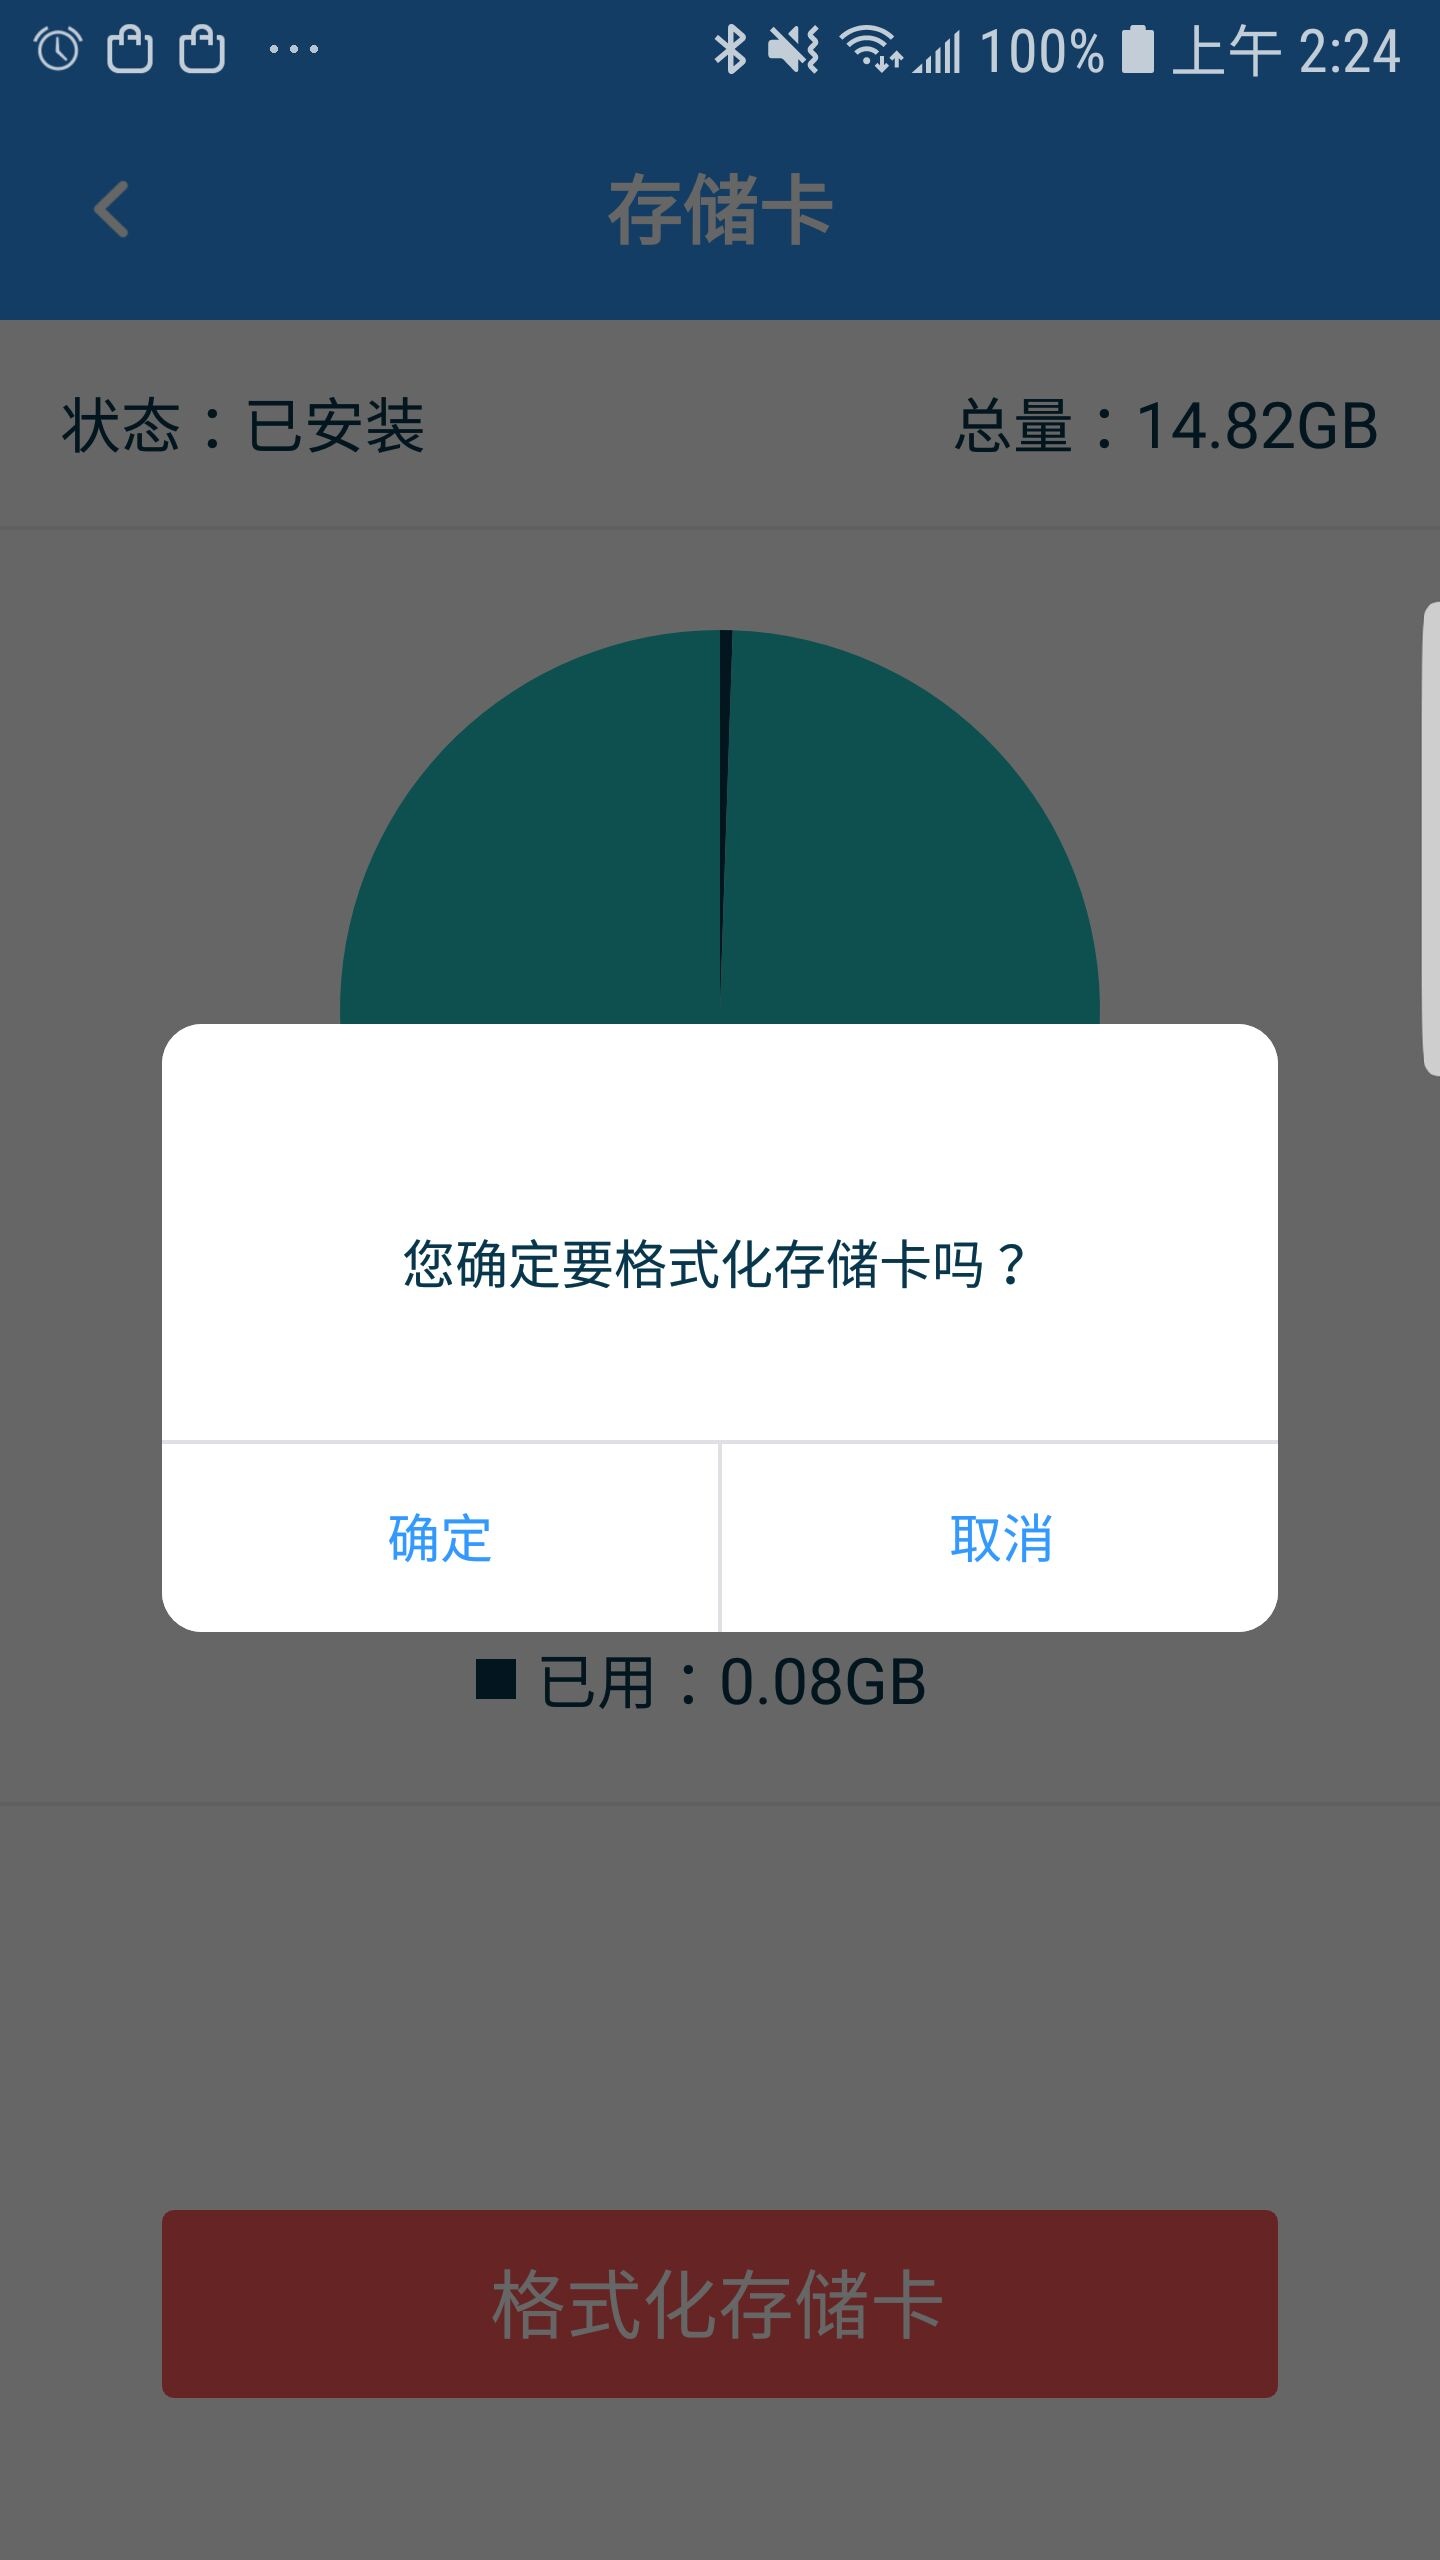 100% 上午 2:24
存储卡
状态：已安装 总量：14.82GB
您确定要格式化存储卡吗？
确定 取消
已用：0.08GB
格式化存储卡